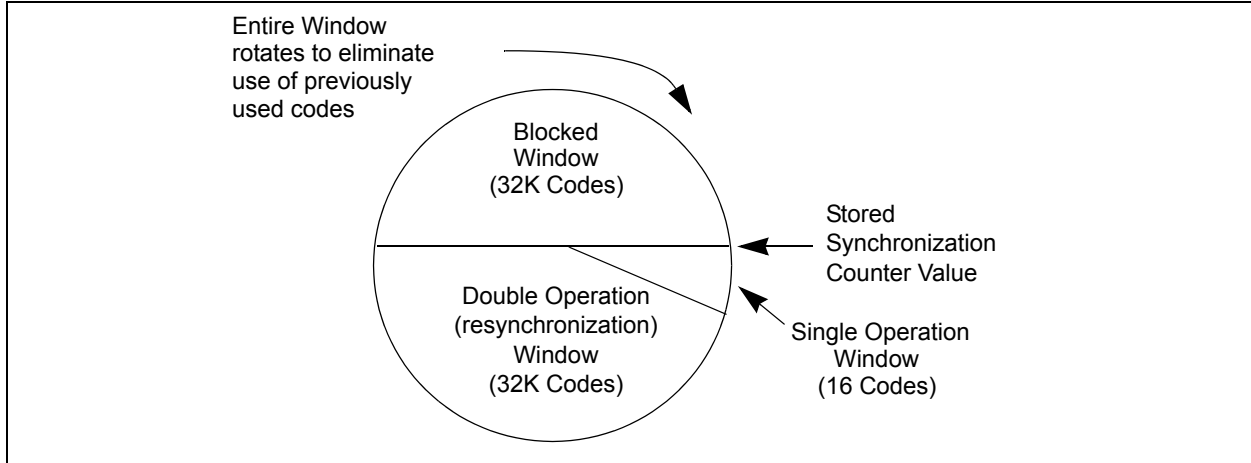 Entire Window
rotates to eliminate
use of previously
used codes
Blocked
Window
(32K Codes)
Stored
Synchronization
Counter Value
Double Operation
(resynchronization)
Window
(32K Codes)
Single Operation
Window
(16 Codes)